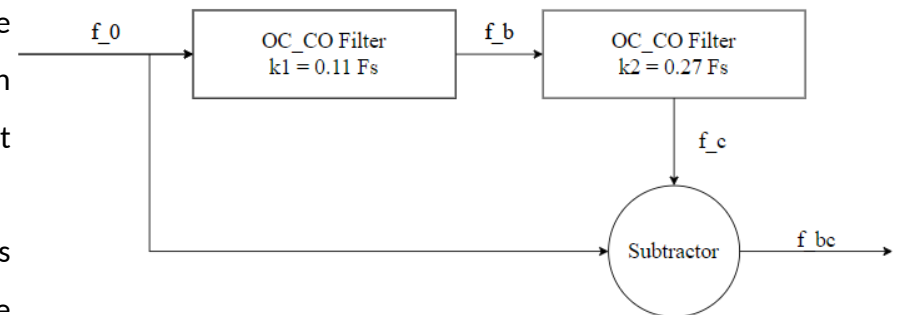 e
n
t
s
e
f_0
OC_CO Filter
k1 = 0.11 Fs
f_b
OC_CO Filter
k2 = 0.27 Fs
f_c
Subtractor
f_bc